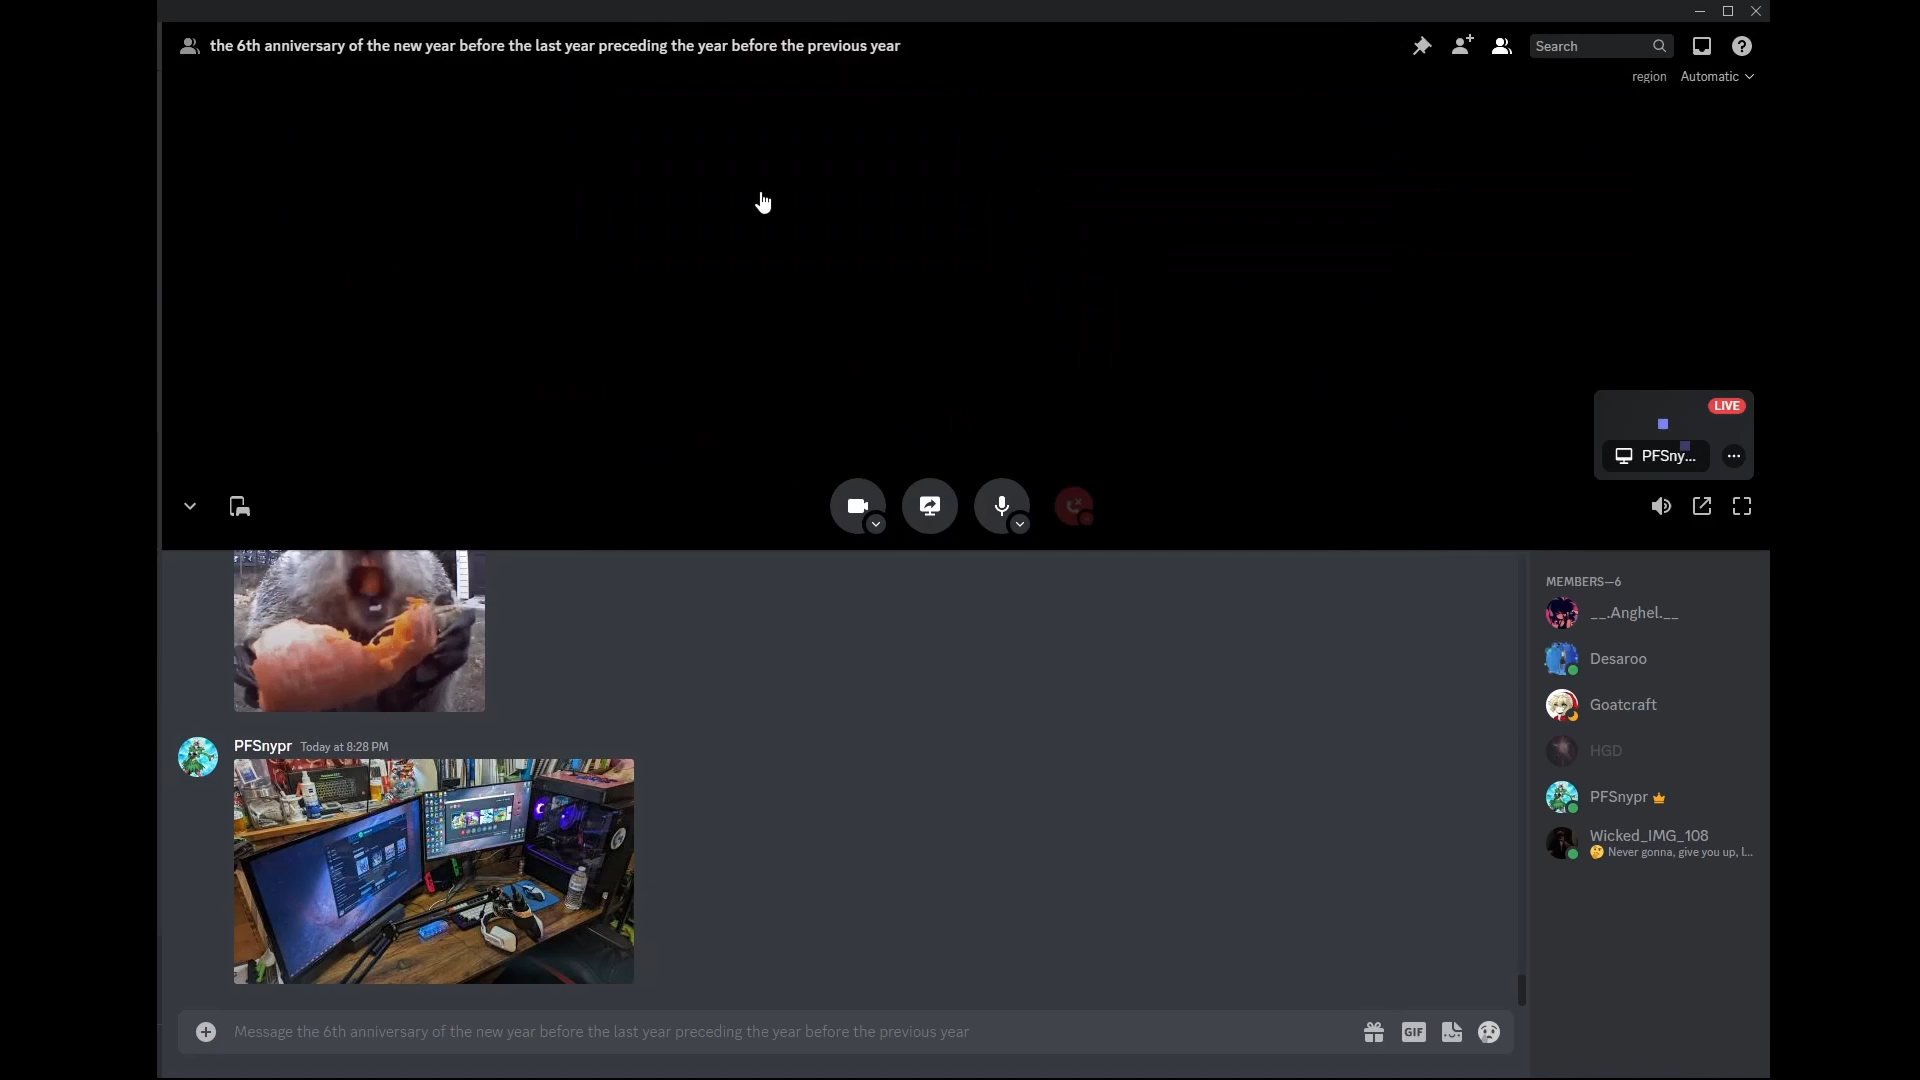 the 6th anniversary of the new year before the last year preceding the year before the previous year
Search
region Automatic
LIVE
PFSny...
MEMBERS—6
__.Anghel.__
Desaroo
Goatcraft
HGD
PFSnypr
Wicked_IMG_108
🤔 Never gonna, give you up, l...
PFSnypr Today at 8:28 PM
Message the 6th anniversary of the new year before the last year preceding the year before the previous year
GIF